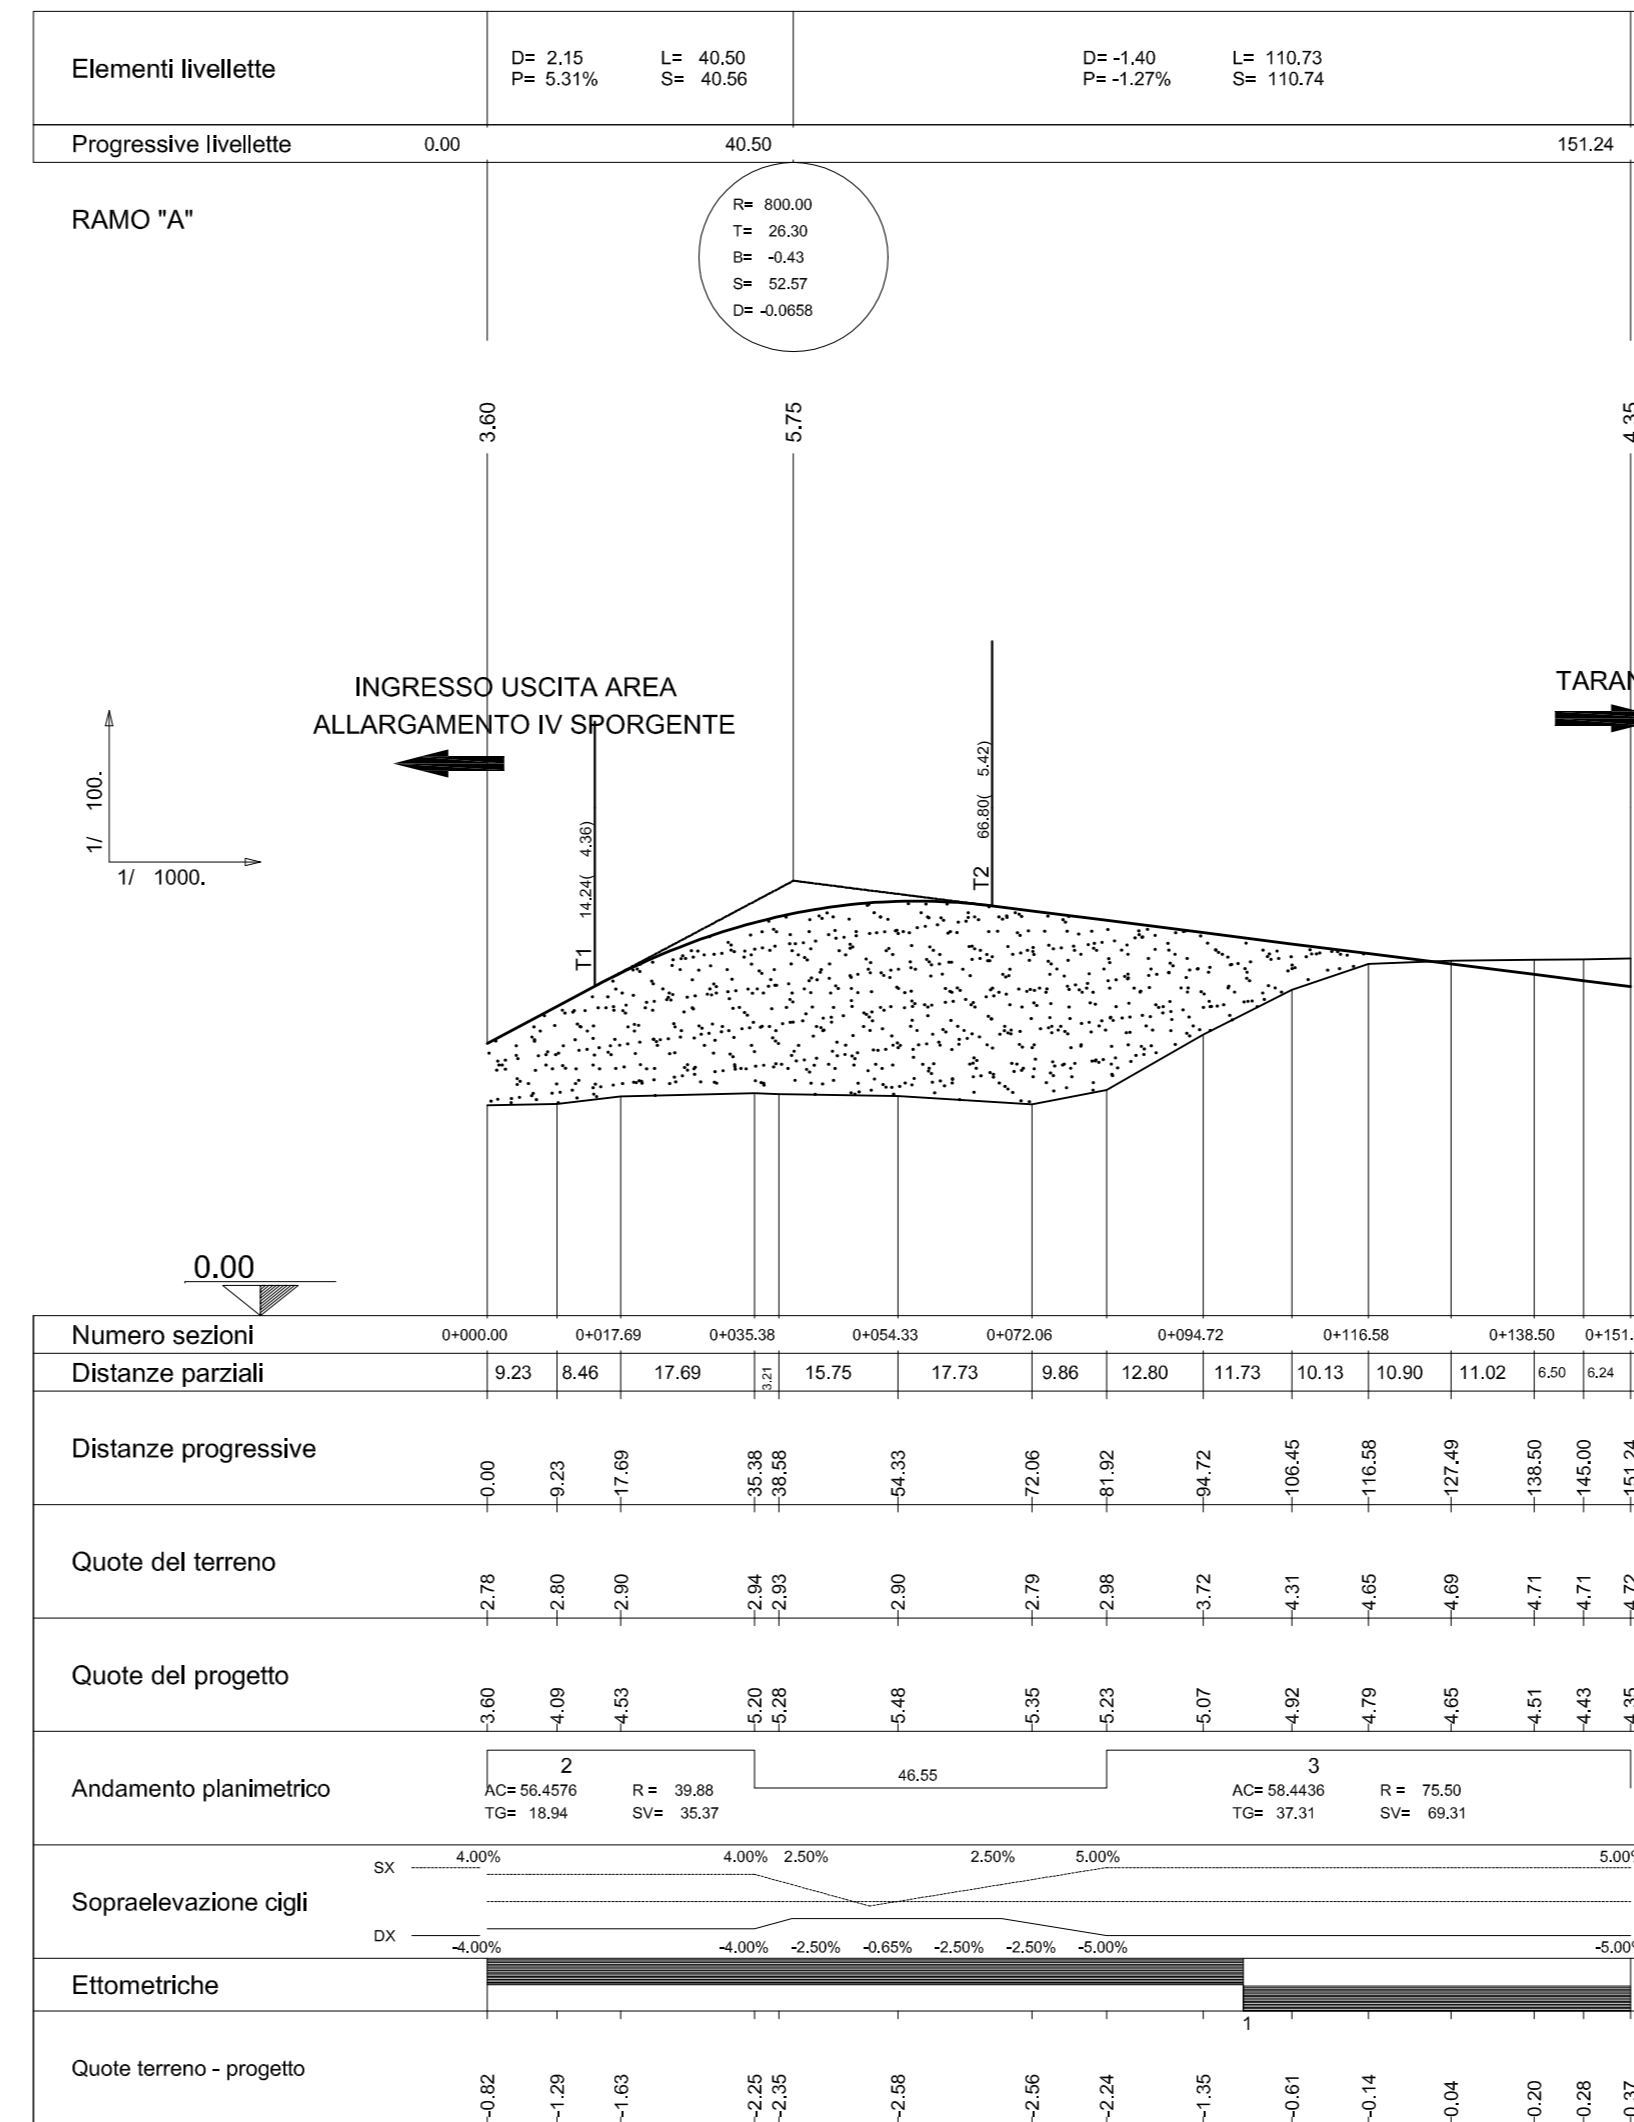 Elementi livellette
D= 2.15 L= 40.50
P= 5.31% S= 40.56
D= -1.40 L= 110.73
P= -1.27% S= 110.74
Progressive livellette 0.00 40.50 151.24
RAMO "A"
R= 800.00
T= 26.30
B= -0.43
S= 52.57
D= -0.0658
3.60 5.75 4.35
INGRESSO USCITA AREA
ALLARGAMENTO IV SPORGENTE
1/ 100.
1/ 1000.
T1 14.24( 4.36)
T2 66.80( 5.42)
0.00
Numero sezioni 0+000.00 0+017.69 0+035.38 0+054.33 0+072.06 0+094.72 0+116.58 0+138.50 0+151.
Distanze parziali 9.23 8.46 17.69 3.21 15.75 17.73 9.86 12.80 11.73 10.13 10.90 11.02 6.50 6.24
Distanze progressive 0.00 9.23 17.69 35.38 38.58 54.33 72.06 81.92 94.72 106.45 116.58 127.49 138.50 145.00 151.24
Quote del terreno 2.78 2.80 2.90 2.94 2.93 2.90 2.79 2.98 3.72 4.31 4.65 4.69 4.71 4.71 4.72
Quote del progetto 3.60 4.09 4.53 5.20 5.28 5.48 5.35 5.23 5.07 4.92 4.79 4.65 4.51 4.43 4.35
Andamento planimetrico
2
AC= 56.4576 R = 39.88
TG= 18.94 SV= 35.37
46.55
3
AC= 58.4436 R = 75.50
TG= 37.31 SV= 69.31
Sopraelevazione cigli
SX 4.00% 4.00% 2.50% 2.50% 5.00% 5.00%
DX -4.00% -4.00% -2.50% -0.65% -2.50% -2.50% -5.00% -5.00%
Ettometriche
1
Quote terreno - progetto -0.82 -1.29 -1.63 -2.25 -2.35 -2.58 -2.56 -2.24 -1.35 -0.61 -0.14 0.04 0.20 0.28 0.37